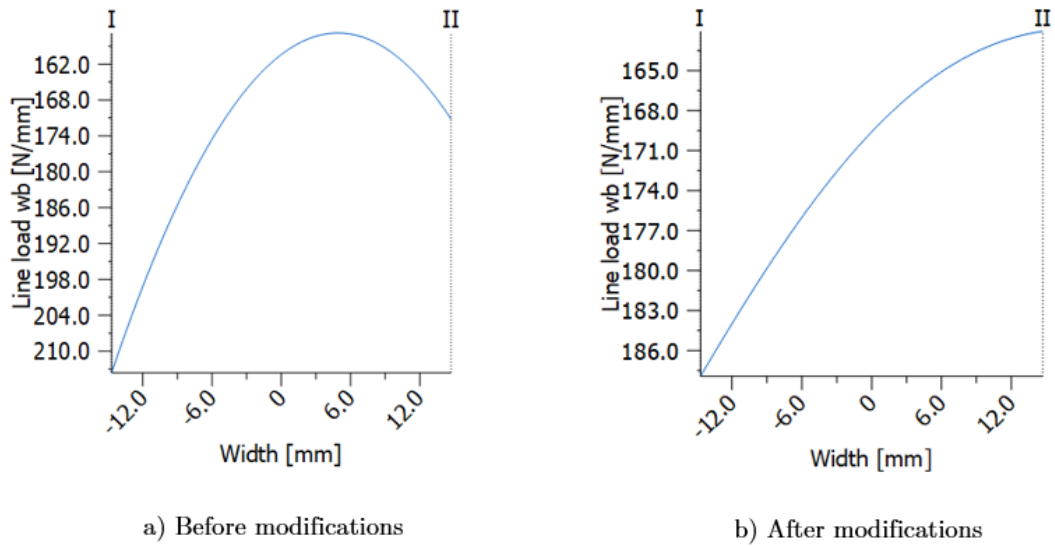 I
II
Line load wb [N/mm]
162.0
168.0
174.0
180.0
186.0
192.0
198.0
204.0
210.0
-12.0
-6.0
0
6.0
12.0
Width [mm]
a) Before modifications
I
II
Line load wb [N/mm]
165.0
168.0
171.0
174.0
177.0
180.0
183.0
186.0
-12.0
-6.0
0
6.0
12.0
Width [mm]
b) After modifications